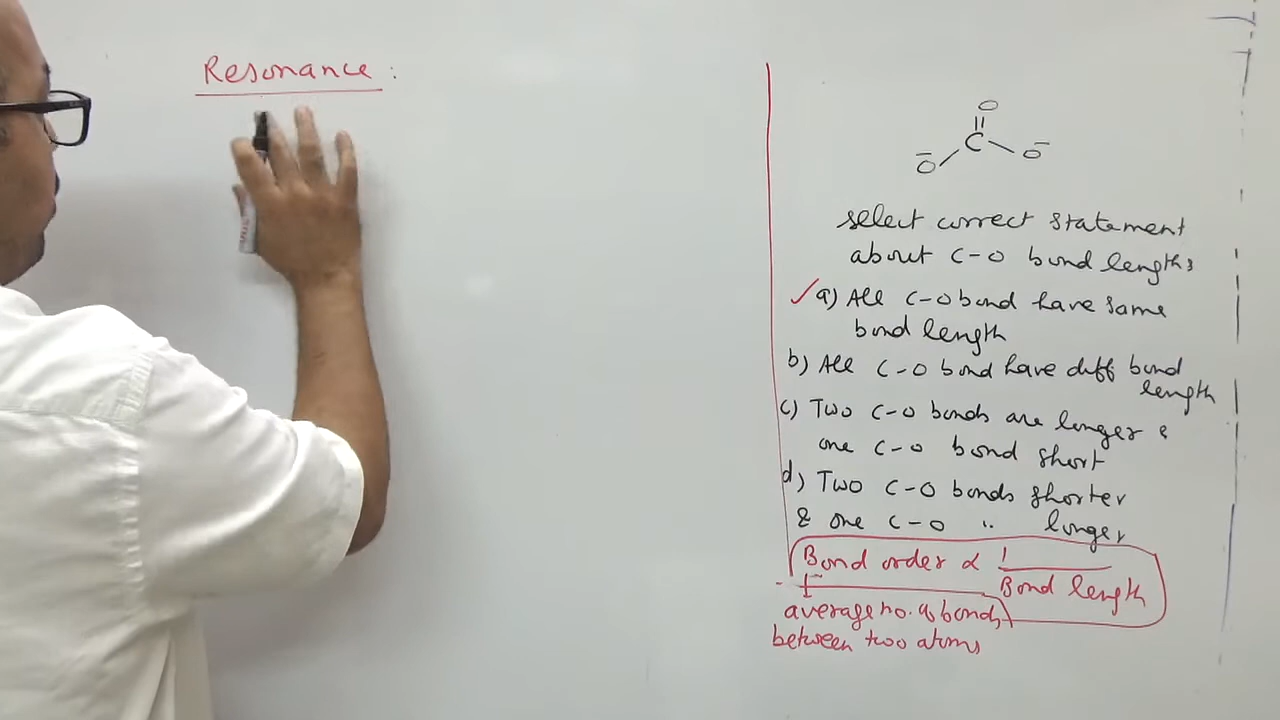 Resonance :
O
||
C
O⁻ O⁻
select correct statement
about C-O bond lengths
✓ a) All C-O bond have same
bond length
b) All C-O bond have diff bond
length
c) Two C-O bonds are longer &
one C-O bond short
d) Two C-O bonds shorter
& one C-O " longer
Bond order ∝ 1
Bond length
average no. of bonds
between two atoms